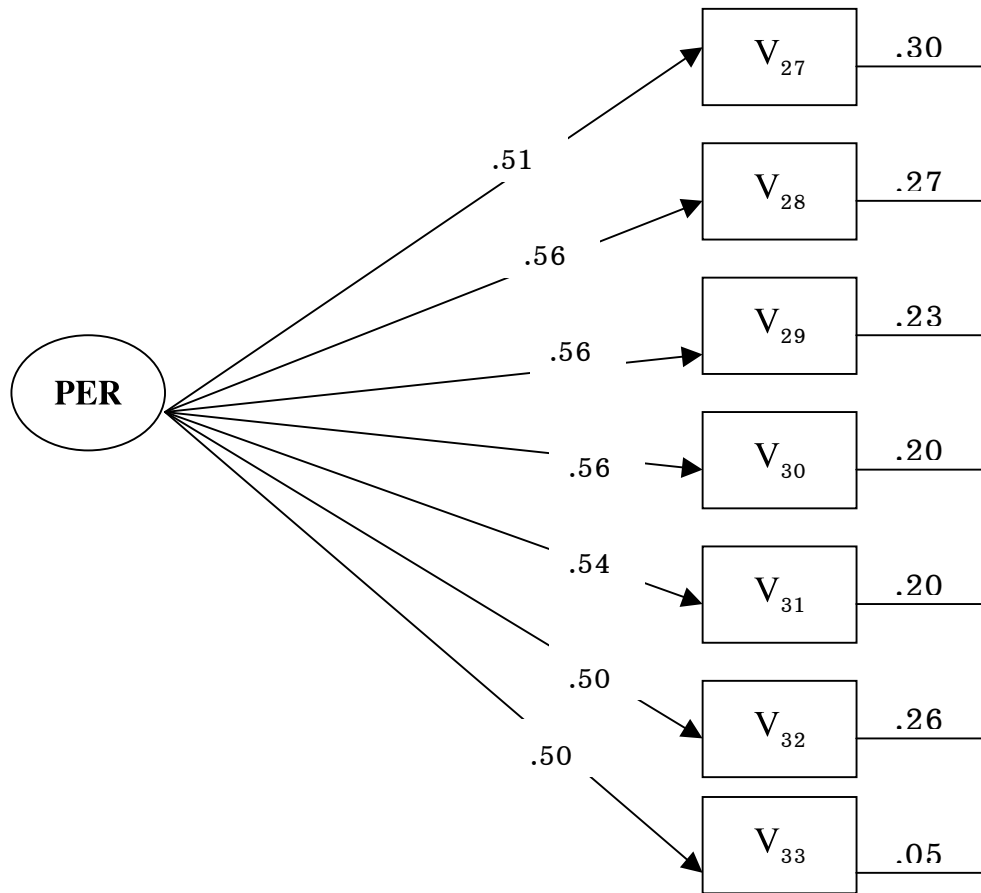 V27 .30
.51
V28 .27
.56
V29 .23
.56
PER
V30 .20
.56
V31 .20
.54
.50
V32 .26
.50
V33 .05